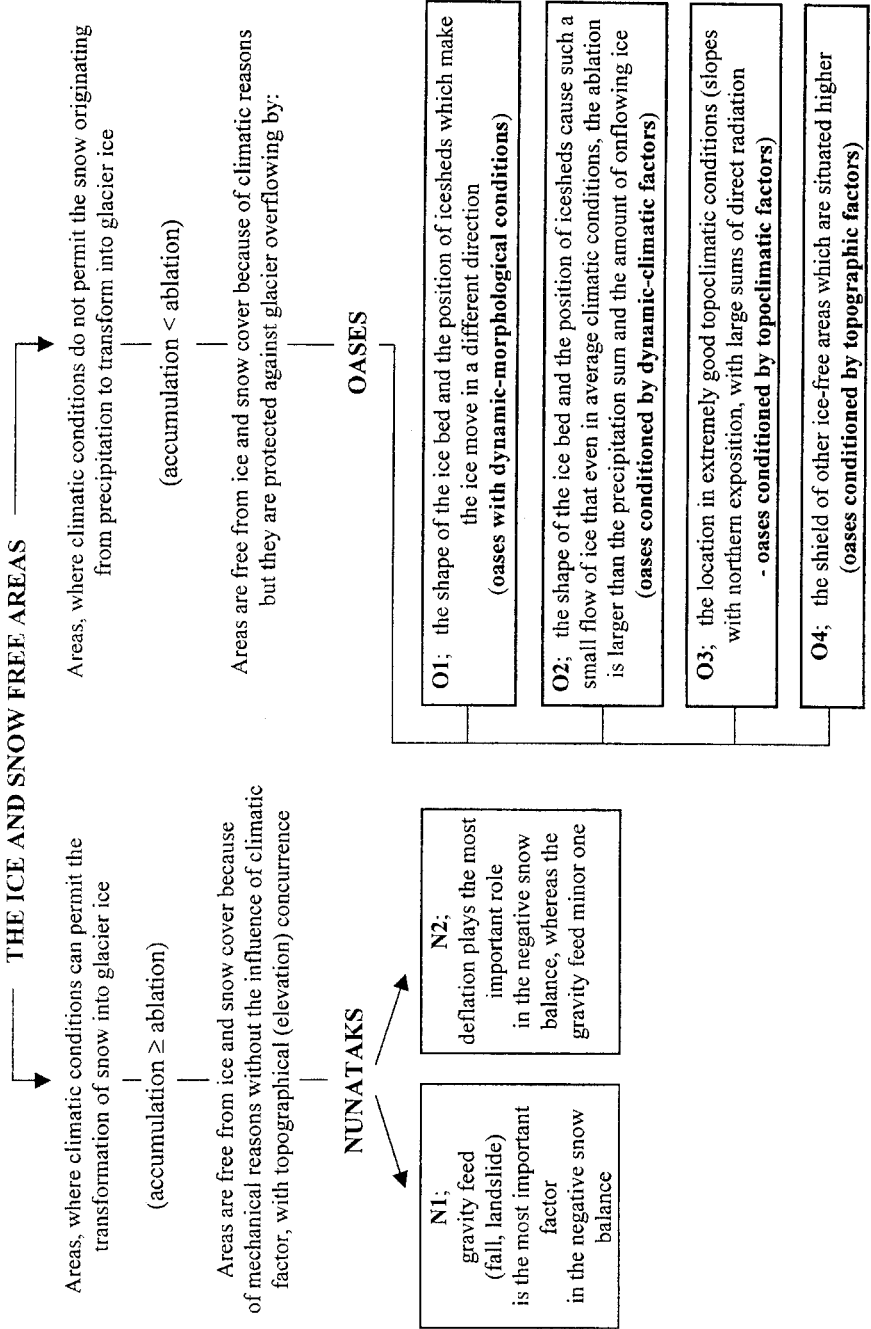 THE ICE AND SNOW FREE AREAS
Areas, where climatic conditions can permit the
transformation of snow into glacier ice
(accumulation ≥ ablation)
Areas are free from ice and snow cover because
of mechanical reasons without the influence of climatic
factor, with topographical (elevation) concurrence
NUNATAKS
N1;
gravity feed
(fall, landslide)
is the most important
factor
in the negative snow
balance
N2;
deflation plays the most
important role
in the negative snow
balance, whereas the
gravity feed minor one
Areas, where climatic conditions do not permit the snow originating
from precipitation to transform into glacier ice
(accumulation < ablation)
Areas are free from ice and snow cover because of climatic reasons
but they are protected against glacier overflowing by:
OASES
O1; the shape of the ice bed and the position of icesheds which make
the ice move in a different direction
(oases with dynamic-morphological conditions)
O2; the shape of the ice bed and the position of icesheds cause such a
small flow of ice that even in average climatic conditions, the ablation
is larger than the precipitation sum and the amount of onflowing ice
(oases conditioned by dynamic-climatic factors)
O3; the location in extremely good topoclimatic conditions (slopes
with northern exposition, with large sums of direct radiation
- oases conditioned by topoclimatic factors)
O4; the shield of other ice-free areas which are situated higher
(oases conditioned by topographic factors)